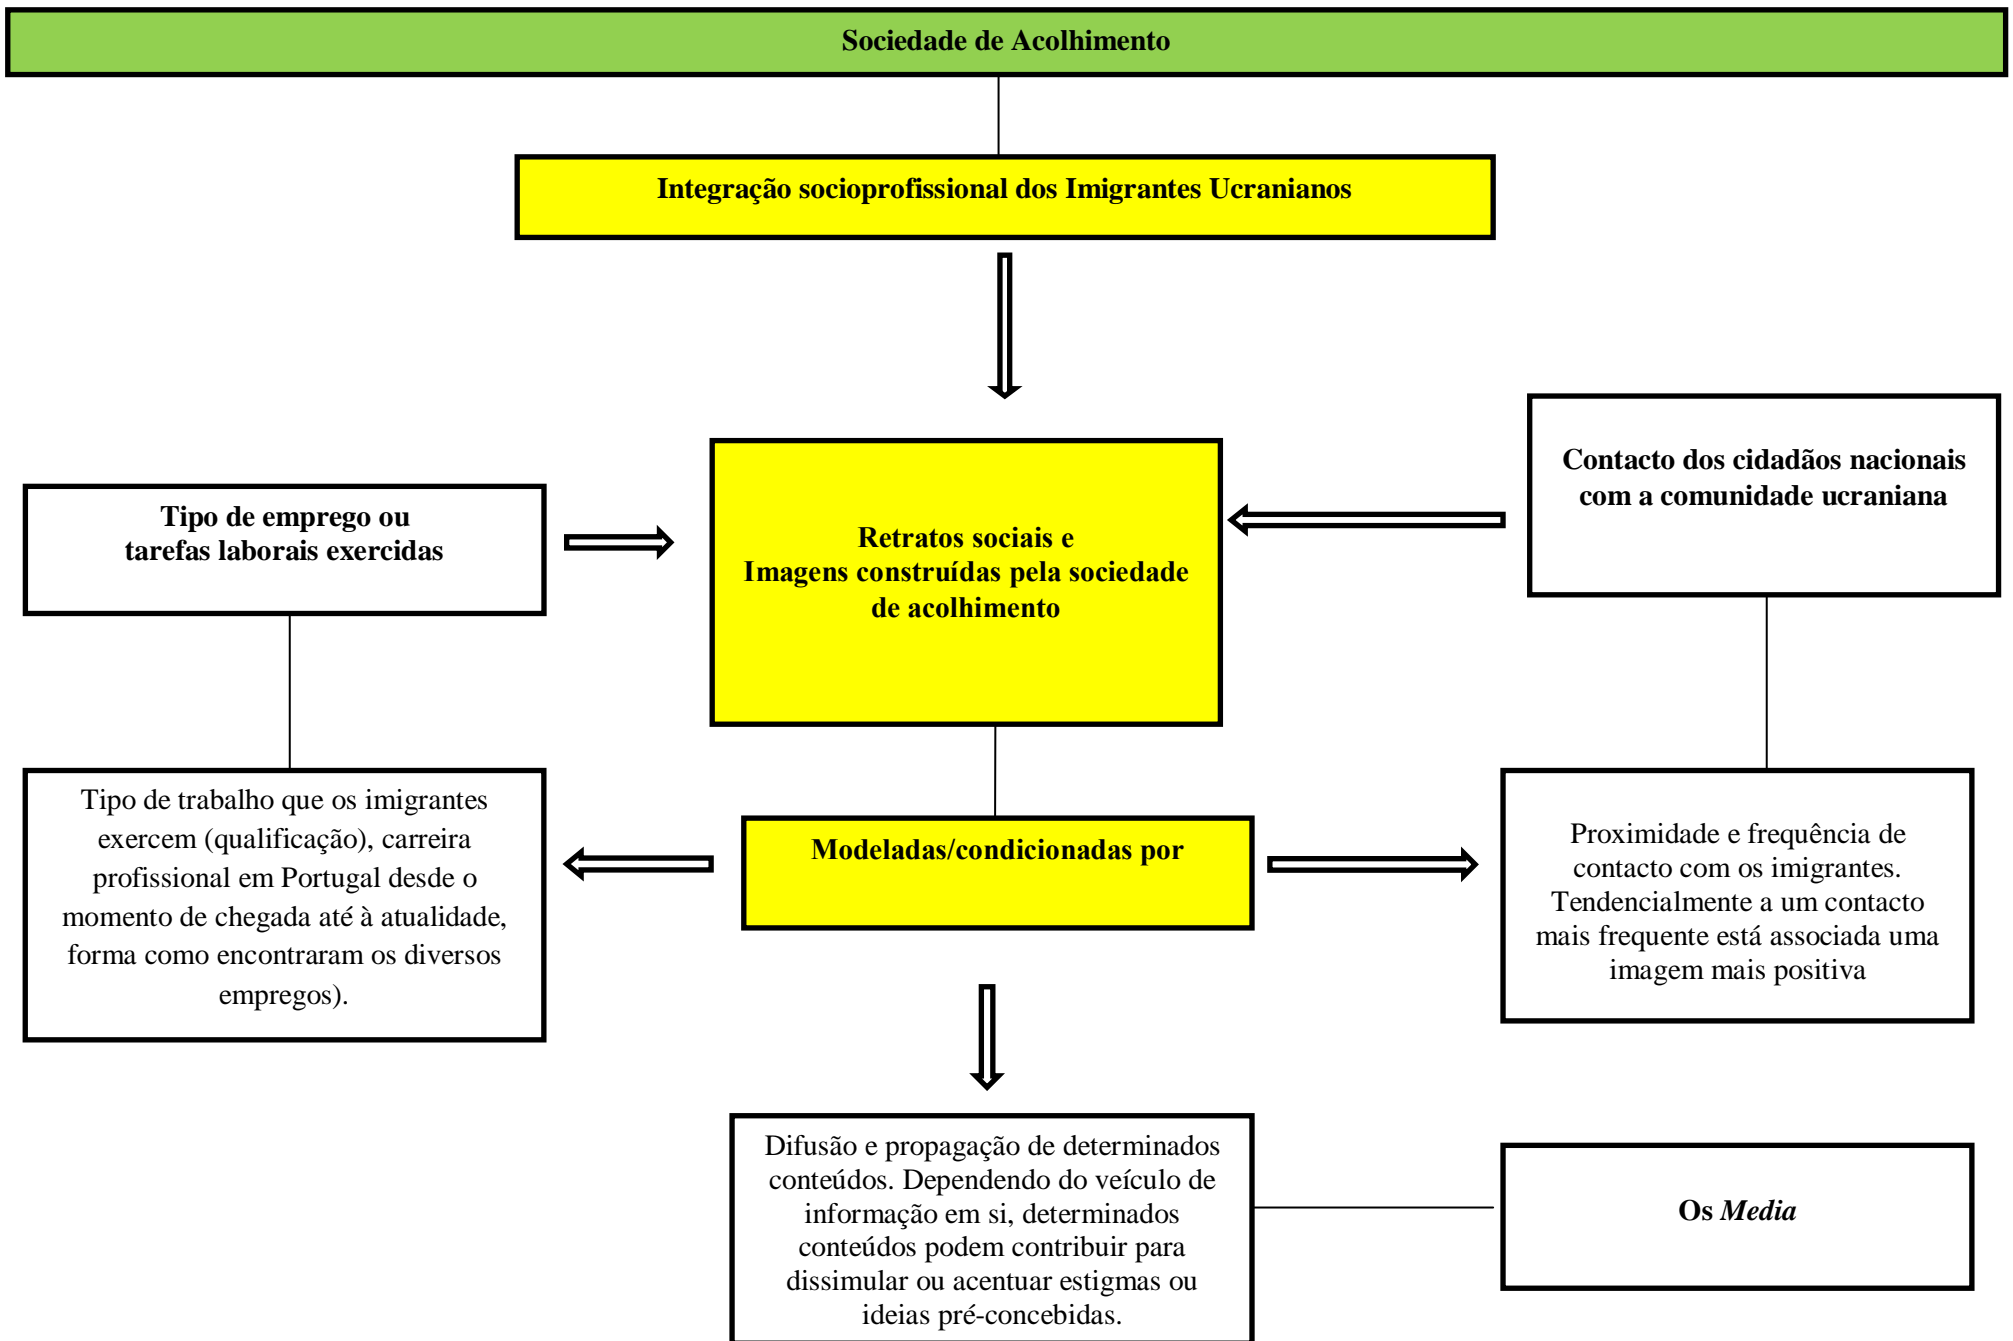 Sociedade de Acolhimento
Integração socioprofissional dos Imigrantes Ucranianos
Contacto dos cidadãos nacionais
com a comunidade ucraniana
Tipo de emprego ou
tarefas laborais exercidas
Retratos sociais e
Imagens construídas pela sociedade
de acolhimento
Tipo de trabalho que os imigrantes
exercem (qualificação), carreira
profissional em Portugal desde o
momento de chegada até à atualidade,
forma como encontraram os diversos
empregos).
Modeladas/condicionadas por
Proximidade e frequência de
contacto com os imigrantes.
Tendencialmente a um contacto
mais frequente está associada uma
imagem mais positiva
Difusão e propagação de determinados
conteúdos. Dependendo do veículo de
informação em si, determinados
conteúdos podem contribuir para
dissimular ou acentuar estigmas ou
ideias pré-concebidas.
Os Media